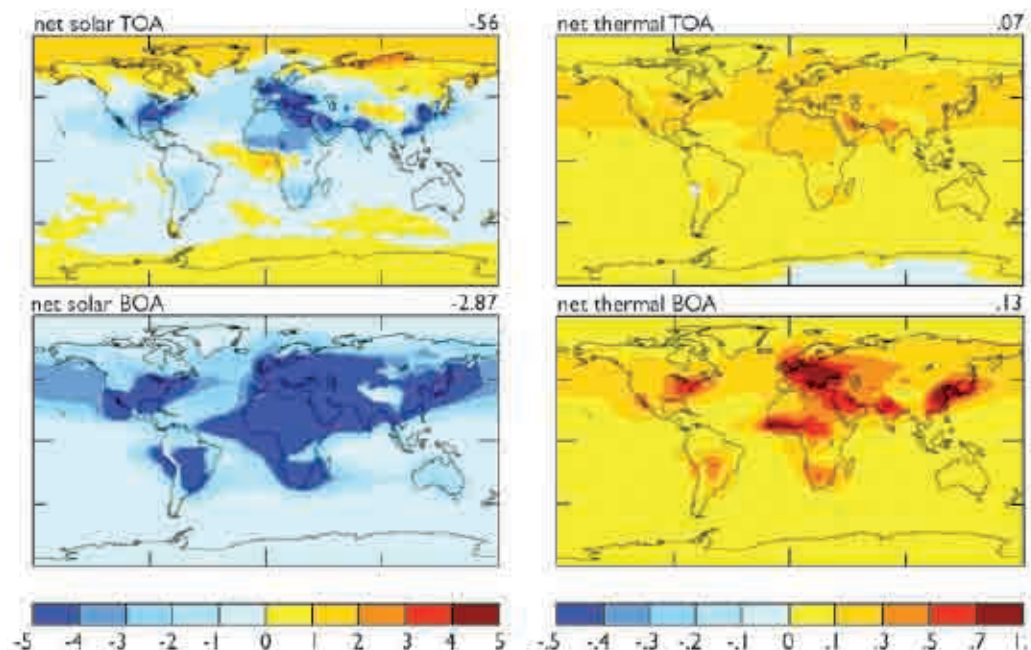 net solar TOA -56
net thermal TOA .07
net solar BOA -2.87
net thermal BOA .13
-5 -4 -3 -2 -1 0 1 2 3 4 5
-.5 -.4 -.3 -.2 -.1 0 .1 .3 .5 .7 1.